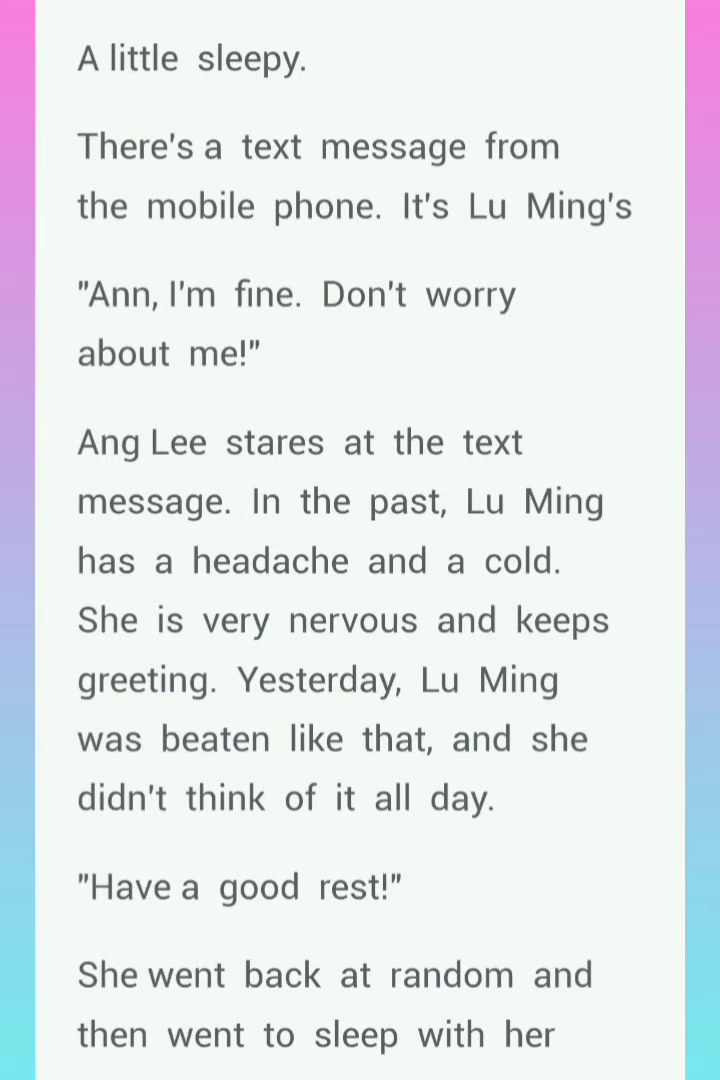 A little sleepy.
There's a text message from
the mobile phone. It's Lu Ming's
"Ann, I'm fine. Don't worry
about me!"
Ang Lee stares at the text
message. In the past, Lu Ming
has a headache and a cold.
She is very nervous and keeps
greeting. Yesterday, Lu Ming
was beaten like that, and she
didn't think of it all day.
"Have a good rest!"
She went back at random and
then went to sleep with her